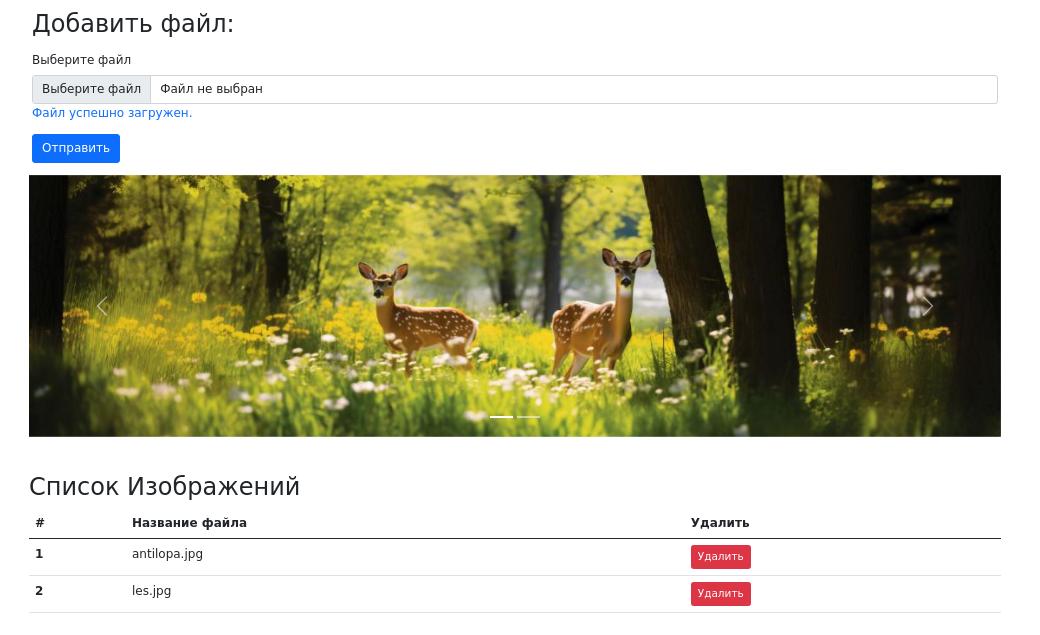 Добавить файл:
Выберите файл
Выберите файл Файл не выбран
Файл успешно загружен.
Отправить
Список Изображений
# Название файла Удалить
1 antilopa.jpg Удалить
2 les.jpg Удалить